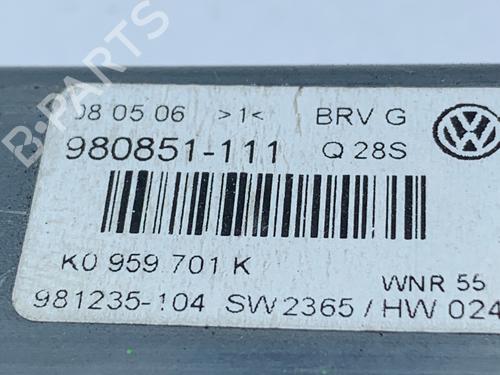 08 05 06 >1< BRV G
980851-111 Q 28S
K0 959 701 K
WNR 55
981235-104 SW2365 / HW 024
B-PARTS